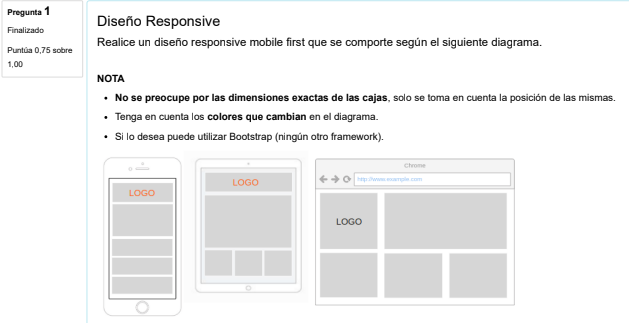 Pregunta 1
Finalizado
Puntúa 0,75 sobre
1,00
Diseño Responsive
Realice un diseño responsive mobile first que se comporte según el siguiente diagrama.
NOTA
• No se preocupe por las dimensiones exactas de las cajas, solo se toma en cuenta la posición de las mismas.
• Tenga en cuenta los colores que cambian en el diagrama.
• Si lo desea puede utilizar Bootstrap (ningún otro framework).
LOGO
LOGO
Chrome
http://www.example.com
LOGO